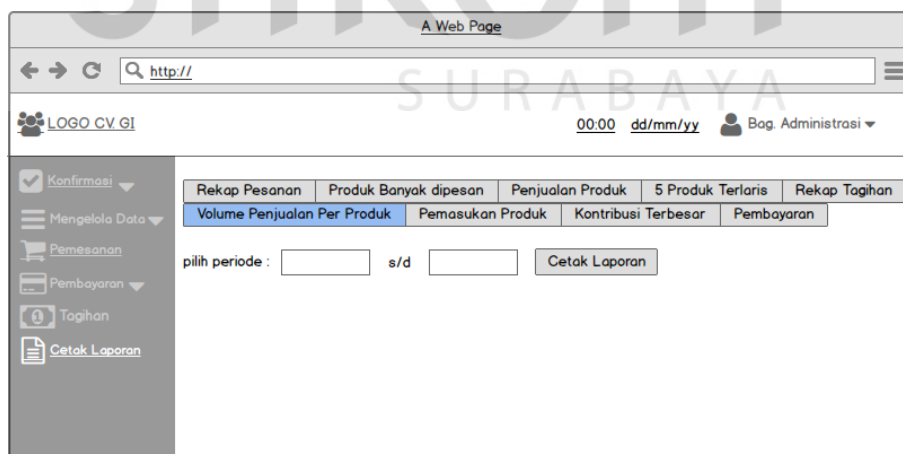 A Web Page
http://
SURABAYA
LOGO CV. GI
00:00 dd/mm/yy Bag. Administrasi
Konfirmasi
Mengelola Data
Pemesanan
Pembayaran
1 Tagihan
Cetak Laporan
Rekap Pesanan Produk Banyak dipesan Penjualan Produk 5 Produk Terlaris Rekap Tagihan
Volume Penjualan Per Produk Pemasukan Produk Kontribusi Terbesar Pembayaran
pilih periode : s/d Cetak Laporan